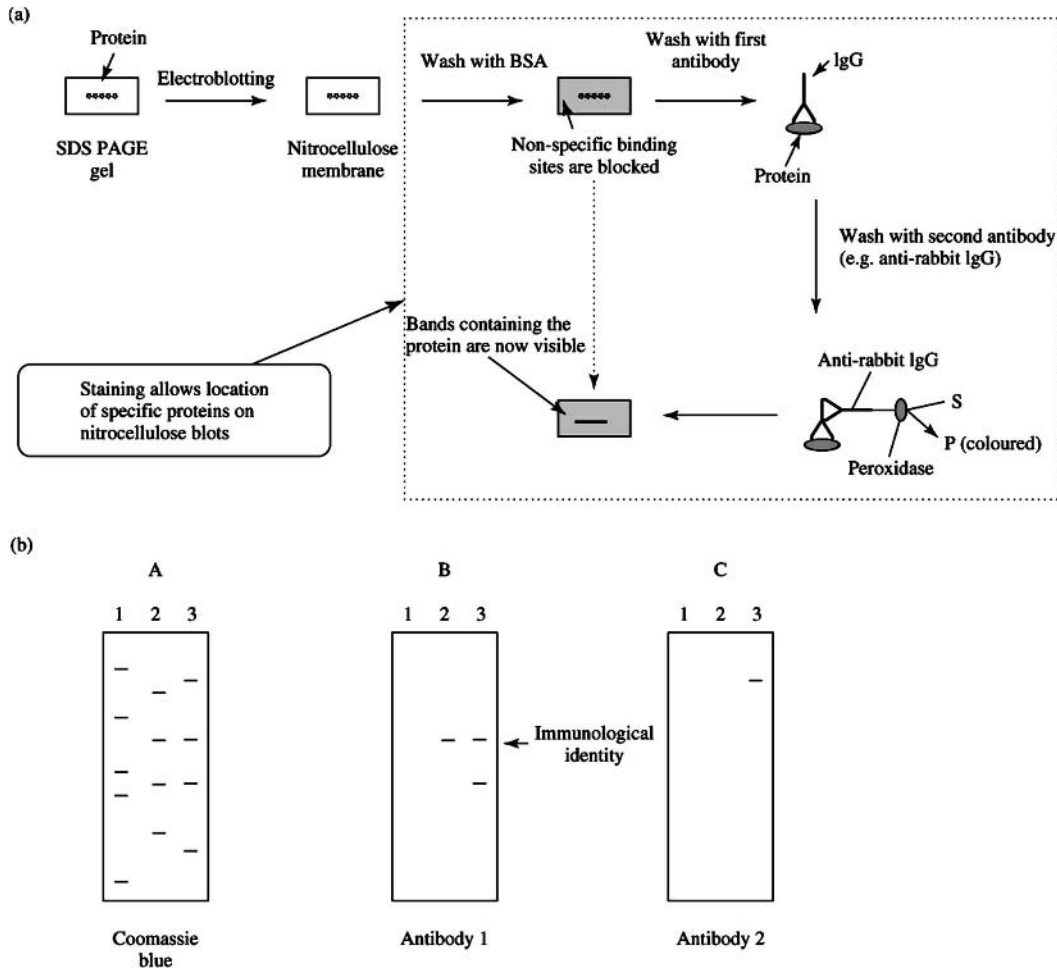 (a)
Protein
Electroblotting
SDS PAGE
gel
Nitrocellulose
membrane
Wash with BSA
Non-specific binding
sites are blocked
Wash with first
antibody
IgG
Protein
Wash with second antibody
(e.g. anti-rabbit IgG)
Anti-rabbit IgG
S
P (coloured)
Peroxidase
Bands containing the
protein are now visible
Staining allows location
of specific proteins on
nitrocellulose blots
(b)
A
B
C
1 2 3
1 2 3
1 2 3
Immunological
identity
Coomassie
blue
Antibody 1
Antibody 2